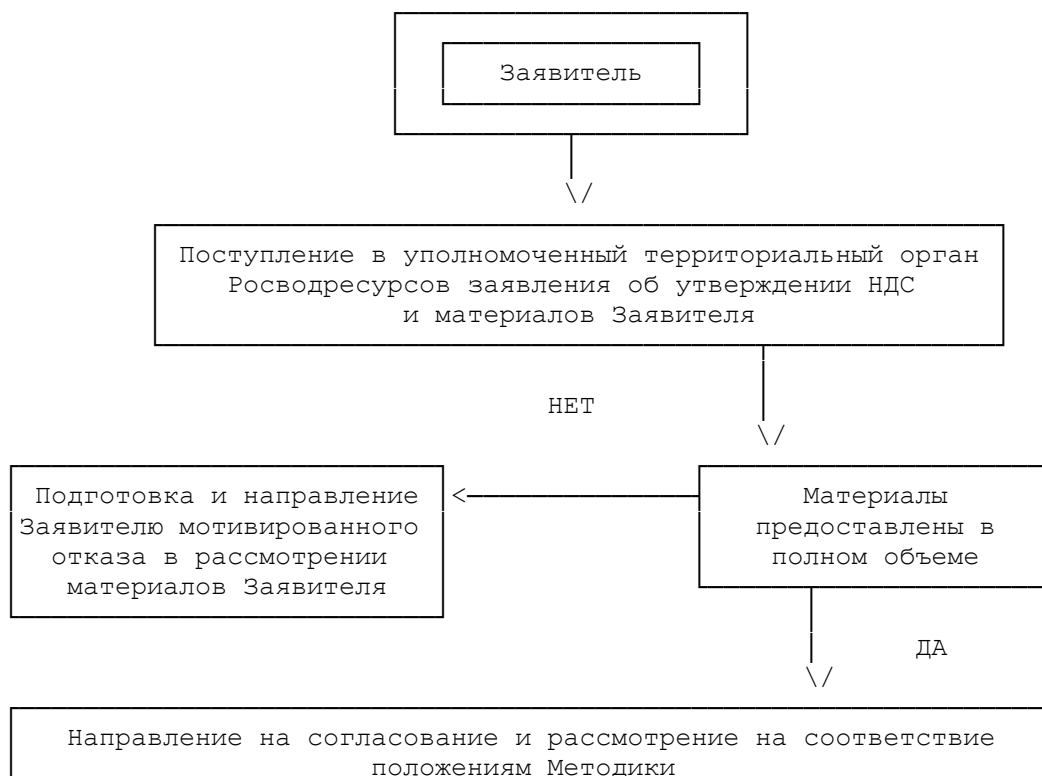 Заявитель
Поступление в уполномоченный территориальный орган
Росводресурсов заявления об утверждении НДС
и материалов Заявителя
НЕТ
Подготовка и направление
Заявителю мотивированного
отказа в рассмотрении
материалов Заявителя
Материалы
предоставлены в
полном объеме
ДА
Направление на согласование и рассмотрение на соответствие
положениям Методики